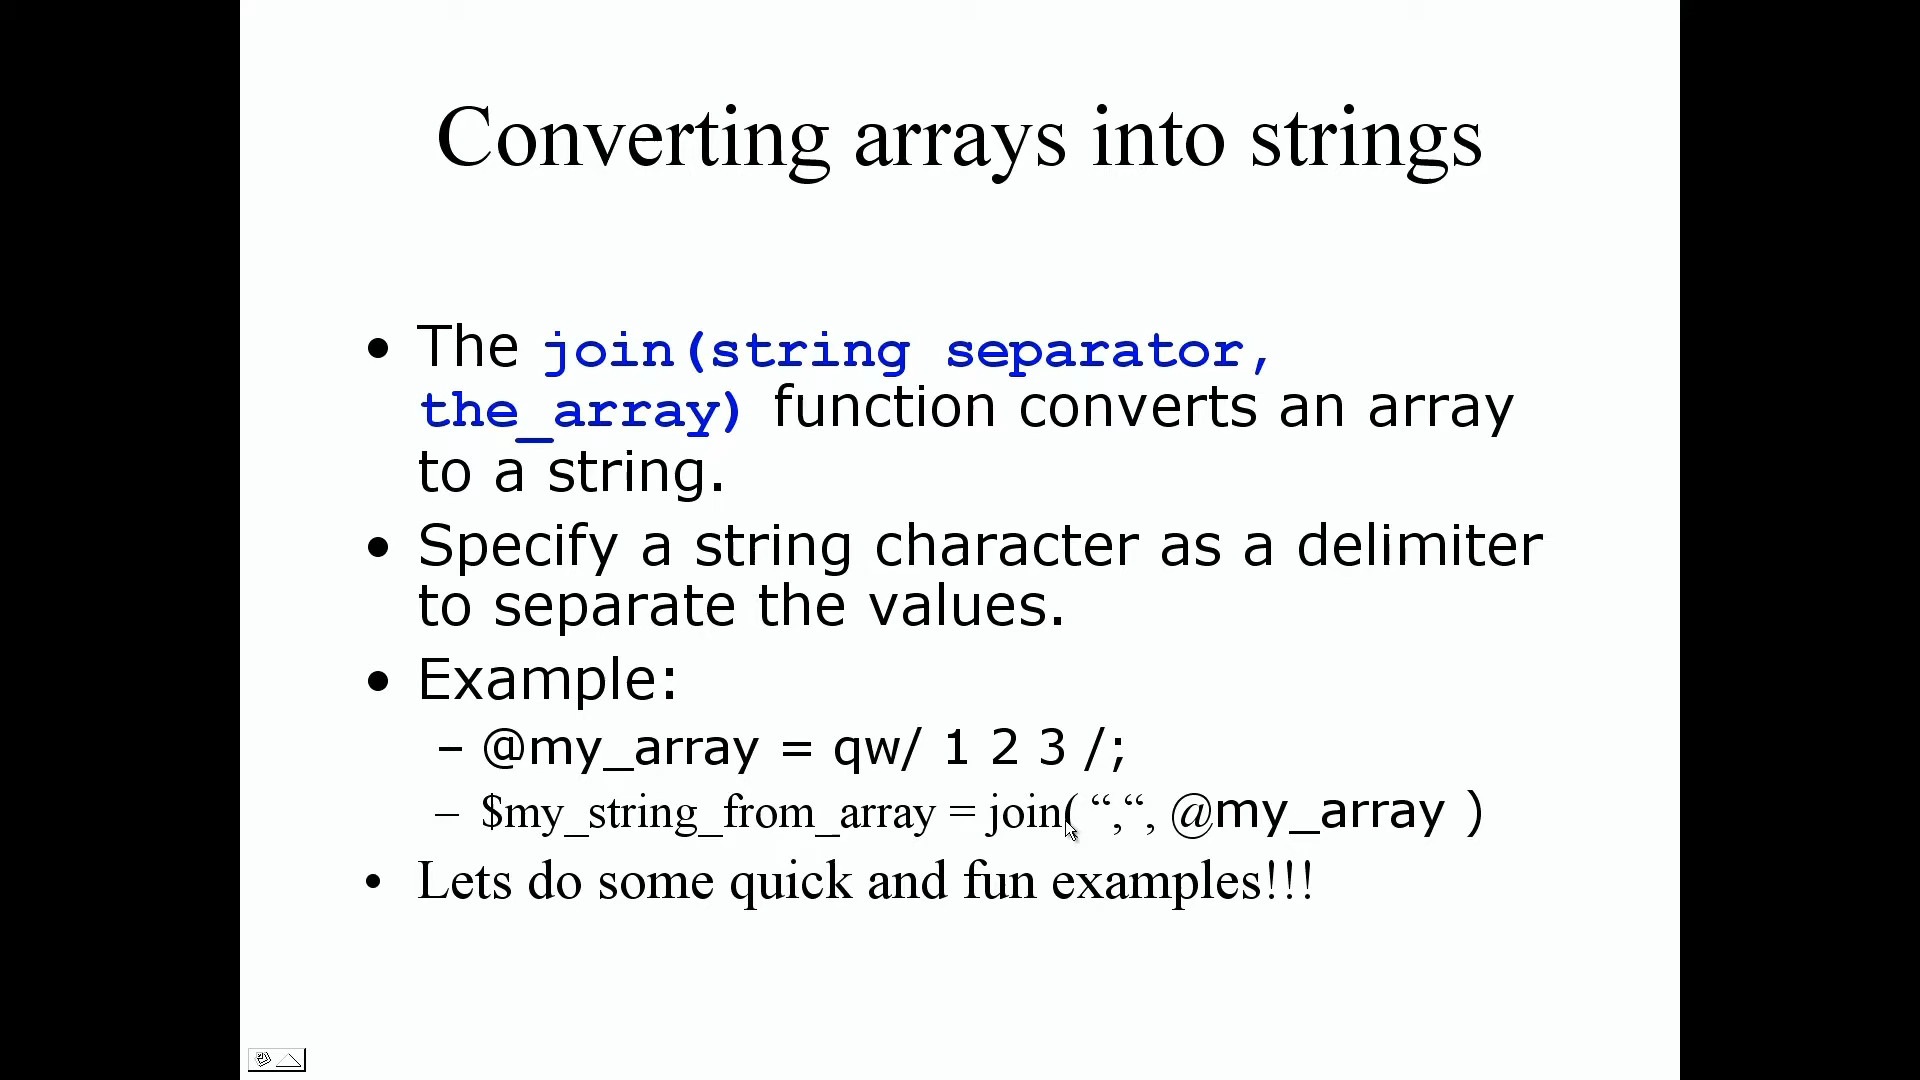 Converting arrays into strings
• The join(string separator,
the_array) function converts an array
to a string.
• Specify a string character as a delimiter
to separate the values.
• Example:
– @my_array = qw/ 1 2 3 /;
– $my_string_from_array = join( “,“, @my_array )
• Lets do some quick and fun examples!!!